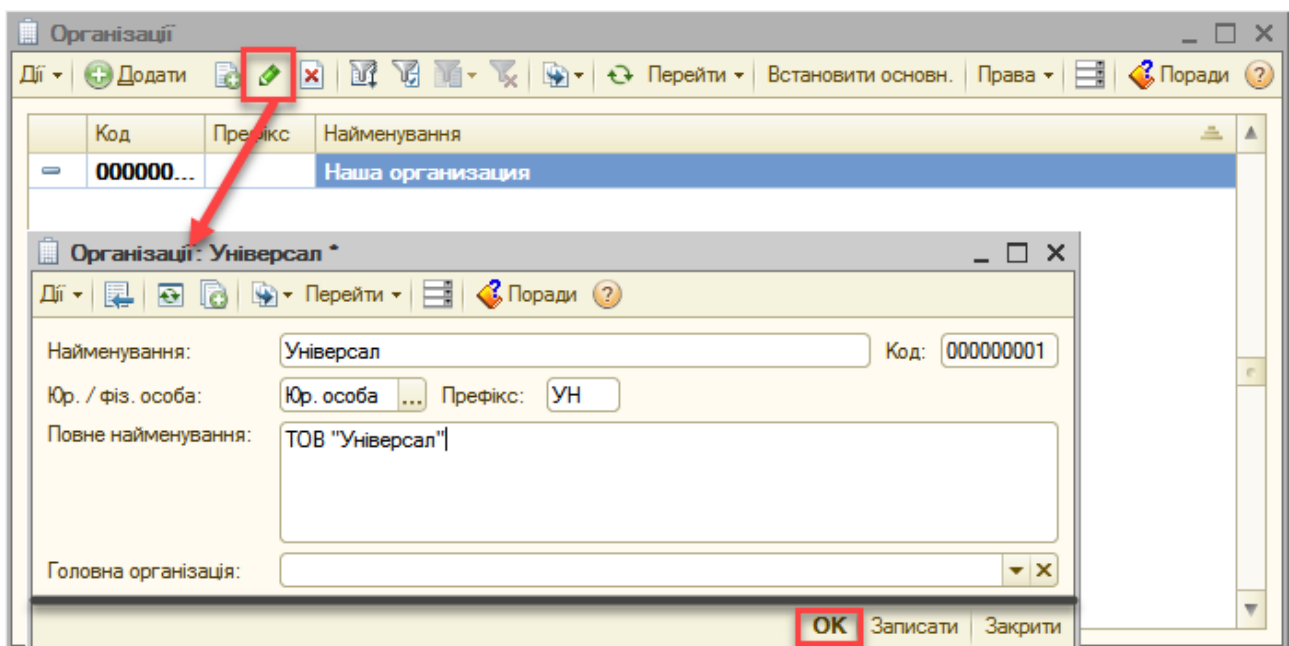 Організації
Дії Додати Перейти Встановити основн. Права Поради ?
Код Префікс Найменування
000000... Наша организация
Організації: Універсал *
Дії Перейти Поради ?
Найменування: Універсал Код: 000000001
Юр. / фіз. особа: Юр. особа ... Префікс: УН
Повне найменування: ТОВ "Універсал"
Головна організація:
OK Записати Закрити